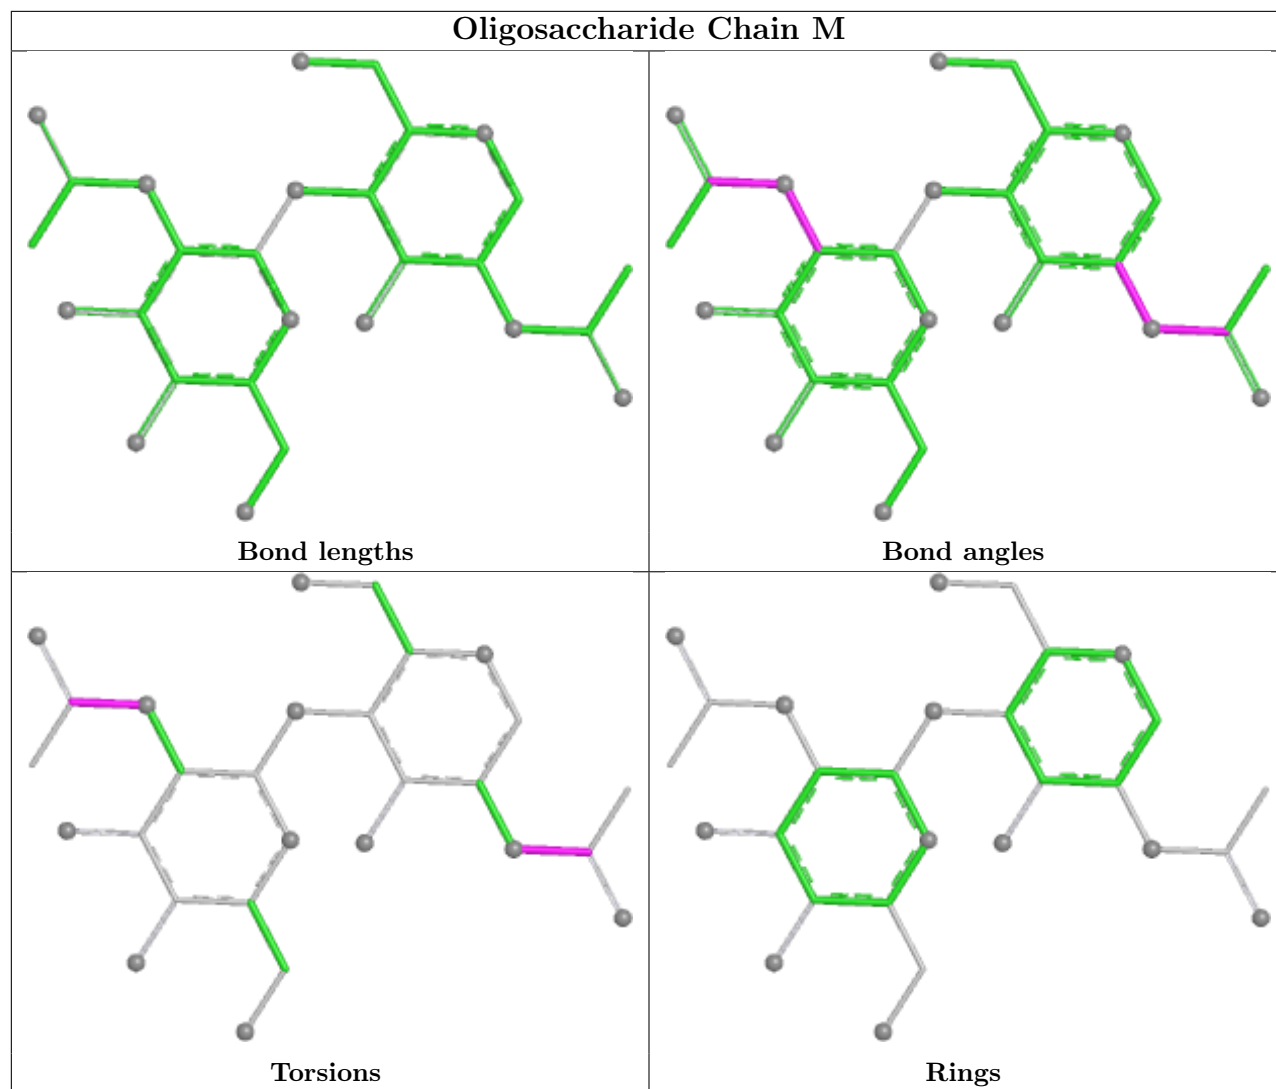 Oligosaccharide Chain M
Bond lengths
Bond angles
Torsions
Rings